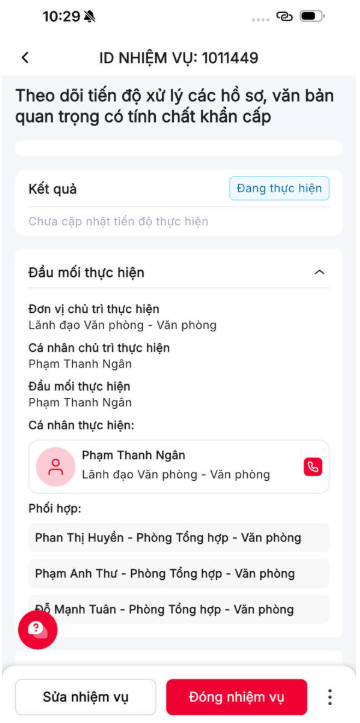 10:29
ID NHIỆM VỤ: 1011449
Theo dõi tiến độ xử lý các hồ sơ, văn bản
quan trọng có tính chất khẩn cấp
Kết quả
Đang thực hiện
Chưa cập nhật tiến độ thực hiện
Đầu mối thực hiện
Đơn vị chủ trì thực hiện
Lãnh đạo Văn phòng - Văn phòng
Cá nhân chủ trì thực hiện
Phạm Thanh Ngân
Đầu mối thực hiện
Phạm Thanh Ngân
Cá nhân thực hiện:
Phạm Thanh Ngân
Lãnh đạo Văn phòng - Văn phòng
Phối hợp:
Phan Thị Huyền - Phòng Tổng hợp - Văn phòng
Phạm Anh Thư - Phòng Tổng hợp - Văn phòng
Đỗ Mạnh Tuân - Phòng Tổng hợp - Văn phòng
?
Sửa nhiệm vụ
Đóng nhiệm vụ